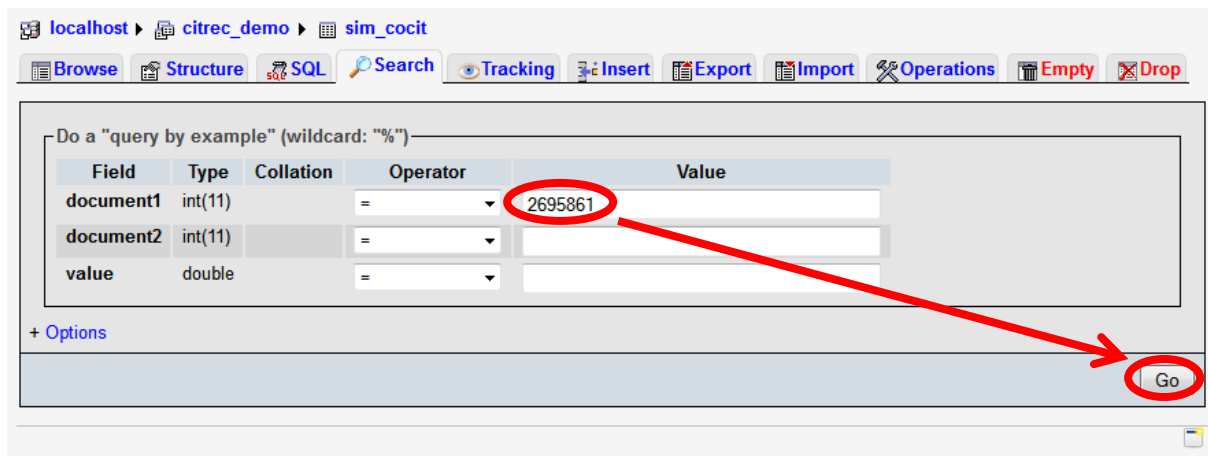 localhost citrec_demo sim_cocit
Browse Structure SQL Search Tracking Insert Export Import Operations Empty Drop
Do a "query by example" (wildcard: "%")
Field Type Collation Operator Value
document1 int(11) = 2695861
document2 int(11) =
value double =
+ Options
Go